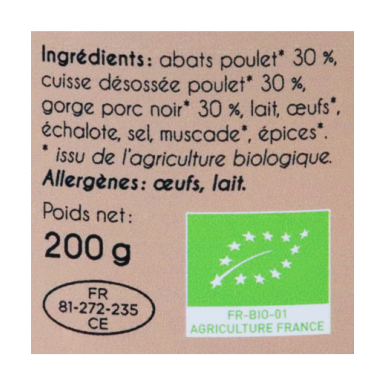 Ingrédients : abats poulet* 30 %,
cuisse désossée poulet* 30 %,
gorge porc noir* 30 %, lait, œufs*,
échalote, sel, muscade*, épices*.
* issu de l'agriculture biologique.
Allergènes : œufs, lait.
Poids net :
200 g
FR
81-272-235
CE
FR-BIO-01
AGRICULTURE FRANCE